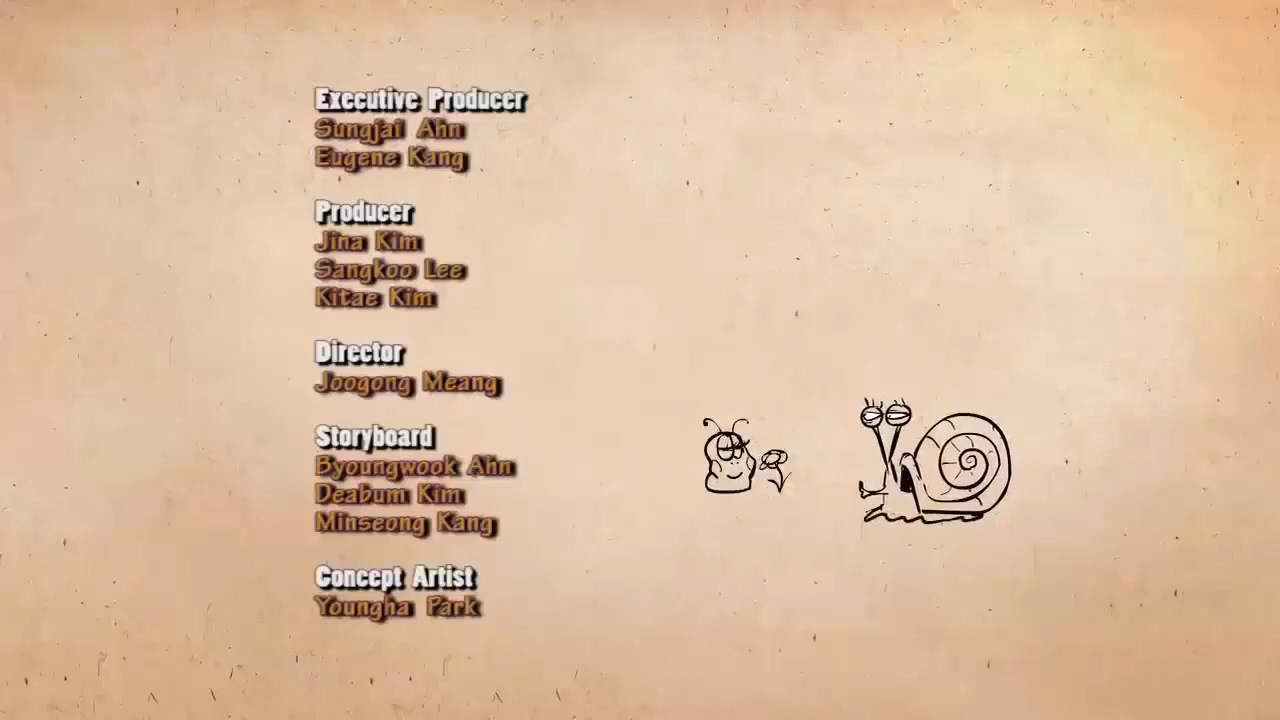 Executive Producer
Sungjai Ahn
Eugene Kang
Producer
Jina Kim
Sangkoo Lee
Kitae Kim
Director
Joogong Meang
Storyboard
Byoungwook Ahn
Deabum Kim
Minseong Kang
Concept Artist
Youngha Park